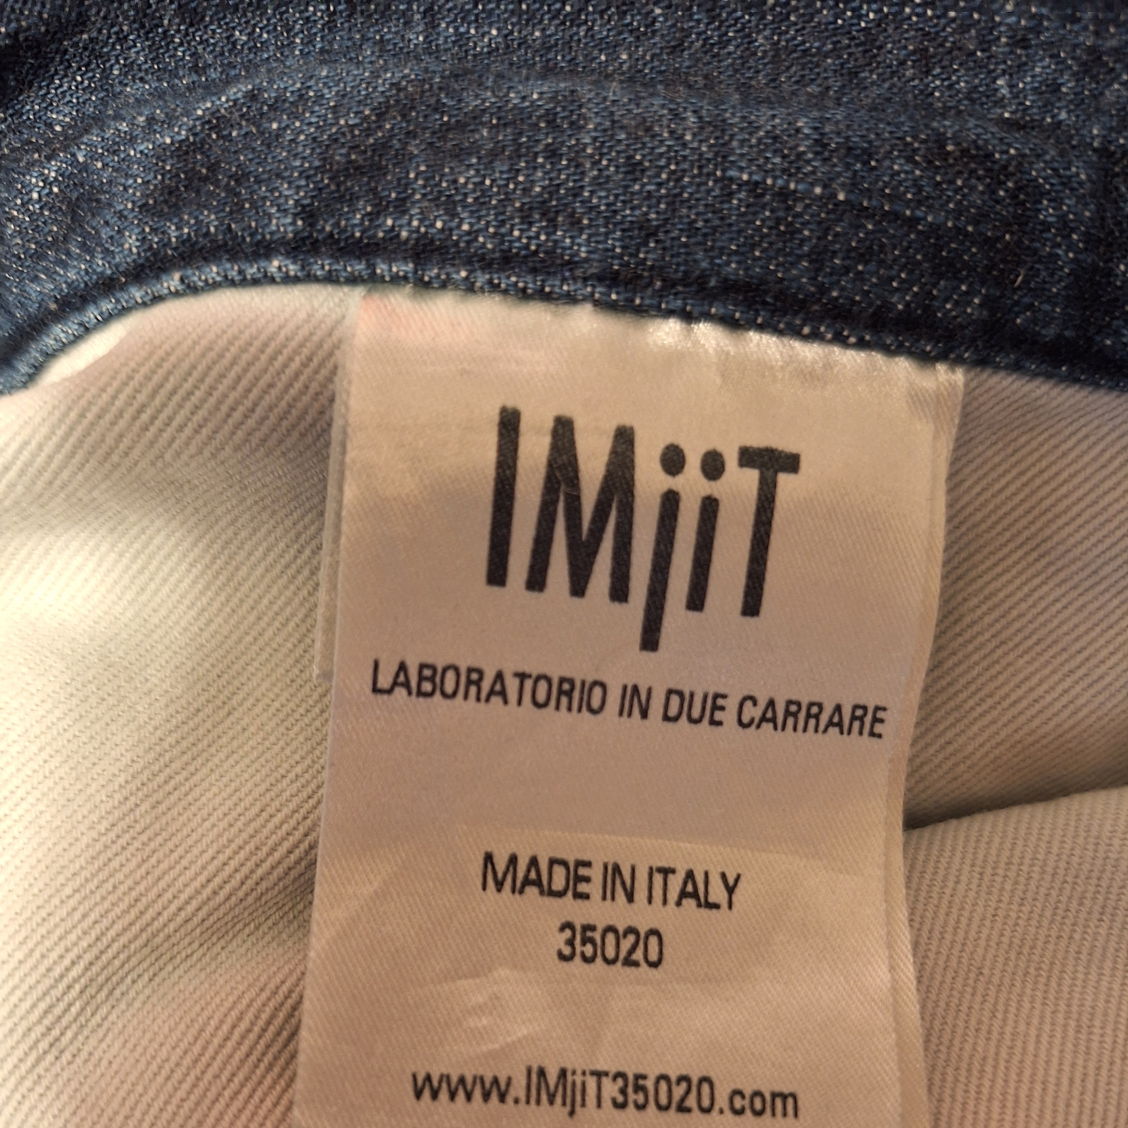 IMjiT
LABORATORIO IN DUE CARRARE
MADE IN ITALY
35020
www.IMjiT35020.com